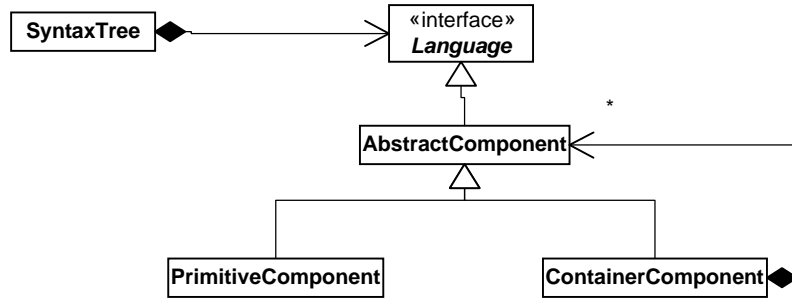 SyntaxTree
«interface»
Language
*
AbstractComponent
PrimitiveComponent
ContainerComponent